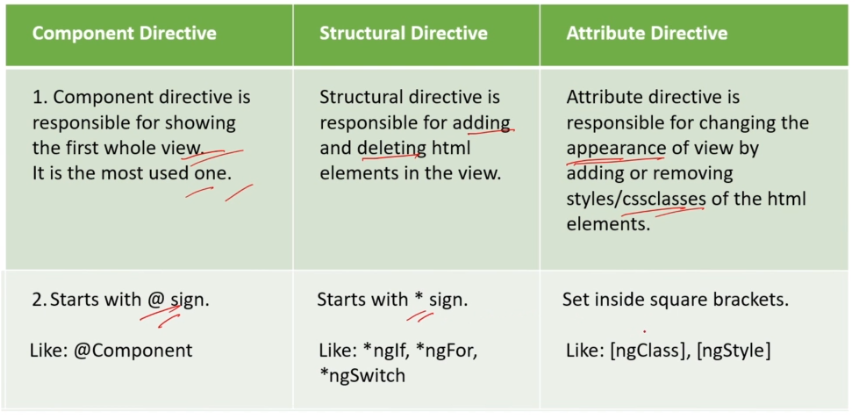 Component Directive
Structural Directive
Attribute Directive
1. Component directive is
responsible for showing
the first whole view.
It is the most used one.
Structural directive is
responsible for adding
and deleting html
elements in the view.
Attribute directive is
responsible for changing the
appearance of view by
adding or removing
styles/cssclasses of the html
elements.
2. Starts with @ sign.
Like: @Component
Starts with * sign.
Like: *ngIf, *ngFor,
*ngSwitch
Set inside square brackets.
Like: [ngClass], [ngStyle]